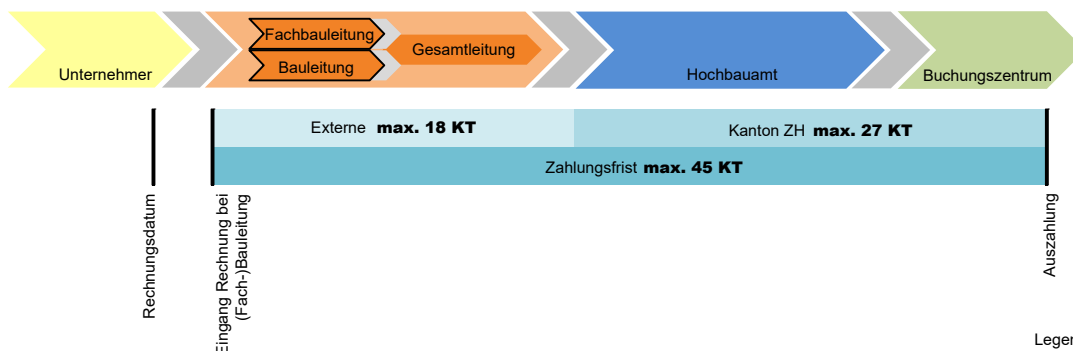 Fachbauleitung
Bauleitung
Gesamtleitung
Unternehmer
Hochbauamt
Buchungszentrum
Externe max. 18 KT
Kanton ZH max. 27 KT
Zahlungsfrist max. 45 KT
Rechnungsdatum
Eingang Rechnung bei
(Fach-)Bauleitung
Auszahlung